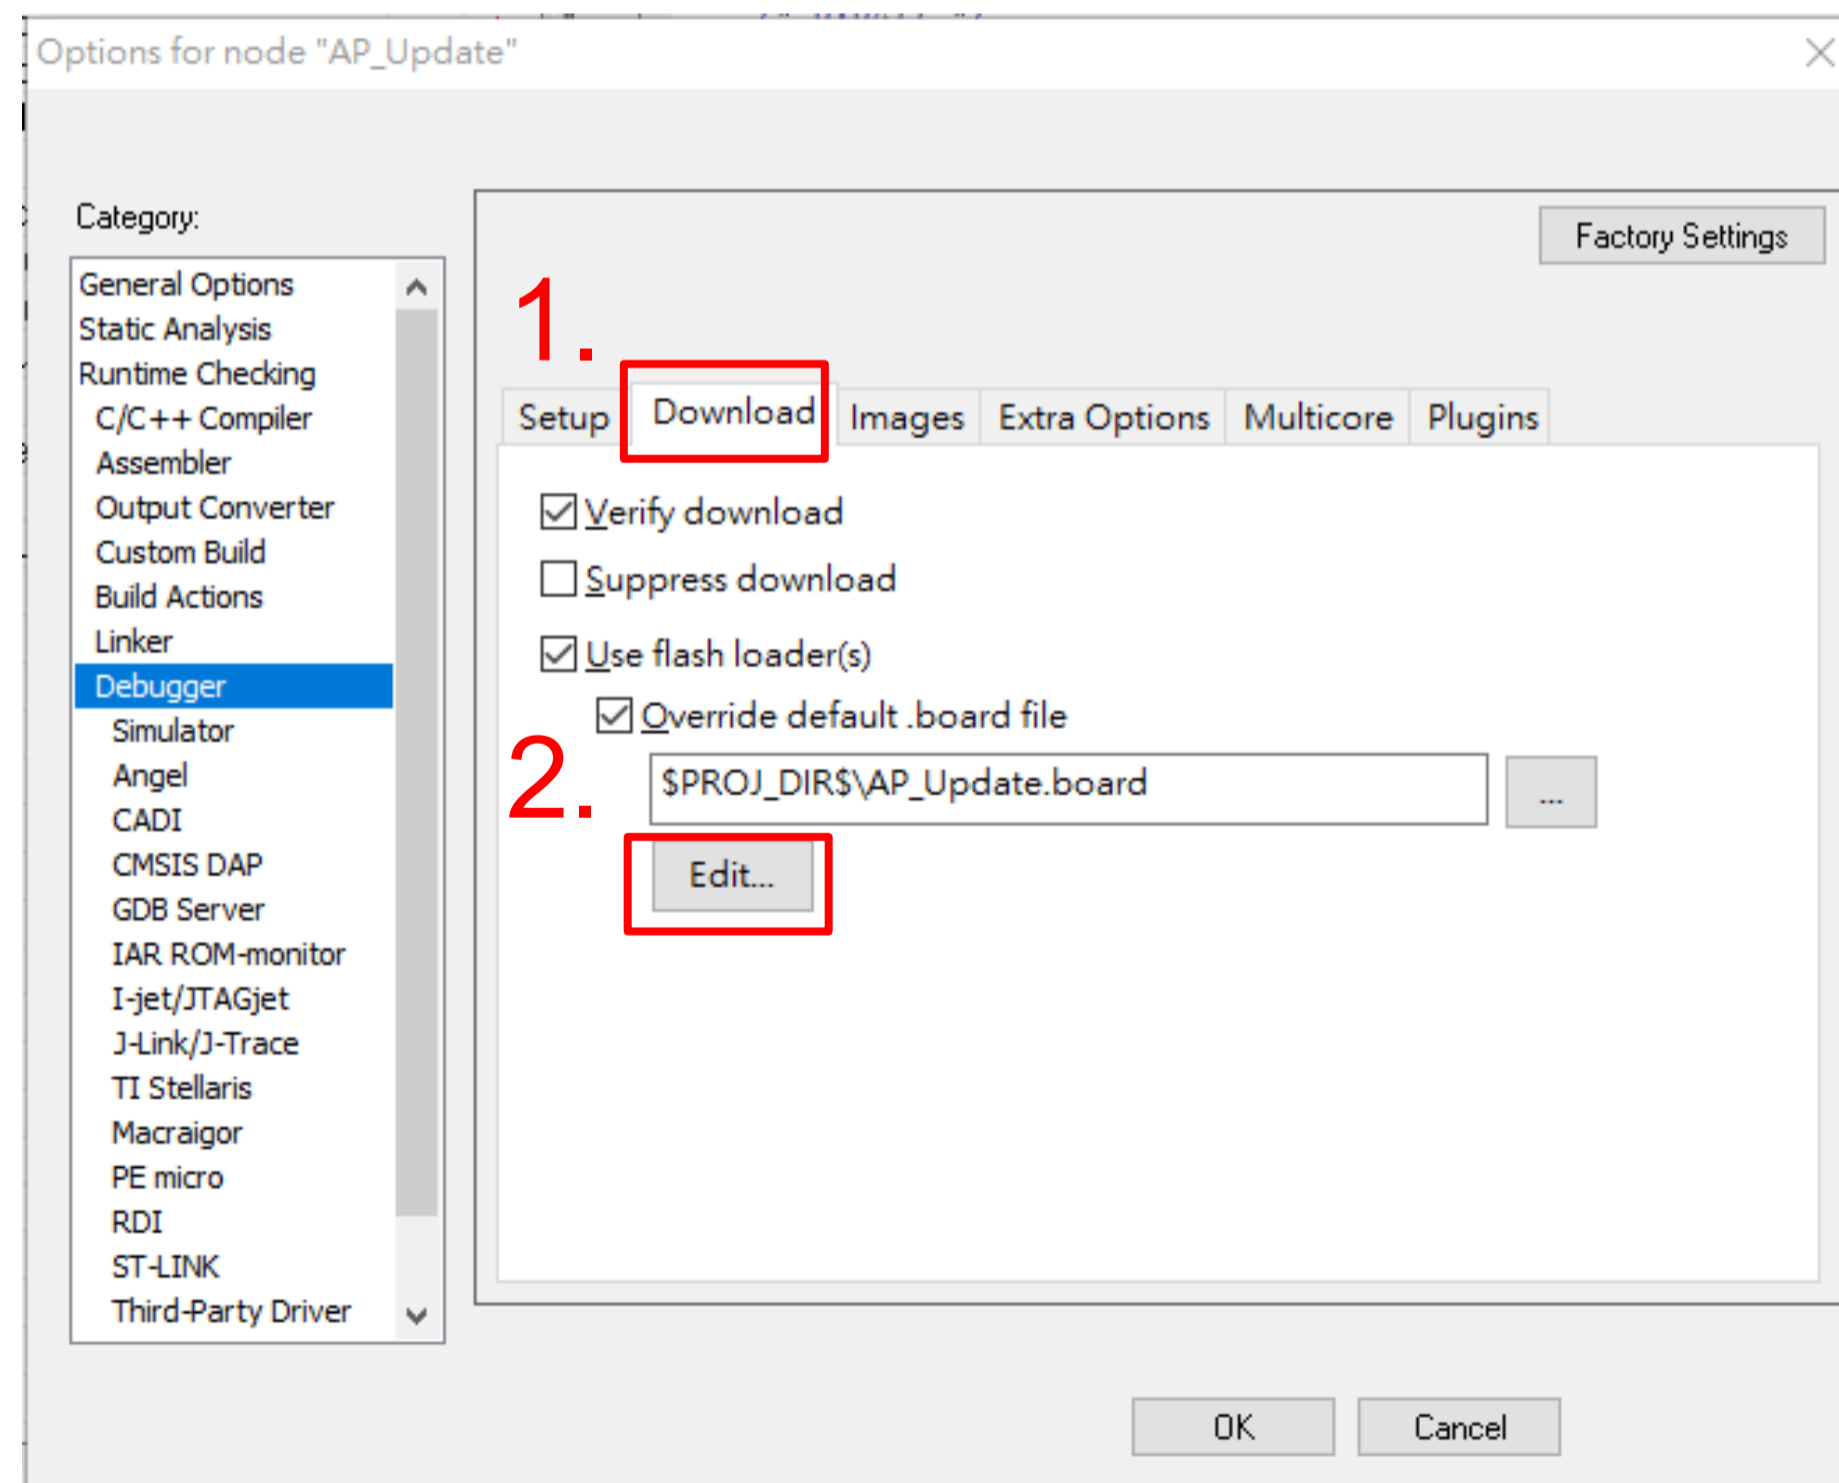 Options for node "AP_Update"
Category:
Factory Settings
General Options
Static Analysis
Runtime Checking
C/C++ Compiler
Assembler
Output Converter
Custom Build
Build Actions
Linker
Debugger
Simulator
Angel
CADI
CMSIS DAP
GDB Server
IAR ROM-monitor
I-jet/JTAGjet
J-Link/J-Trace
TI Stellaris
Macraigor
PE micro
RDI
ST-LINK
Third-Party Driver
1.
Setup Download Images Extra Options Multicore Plugins
Verify download
Suppress download
Use flash loader(s)
Override default .board file
2.
$PROJ_DIR$\AP_Update.board
...
Edit...
OK Cancel